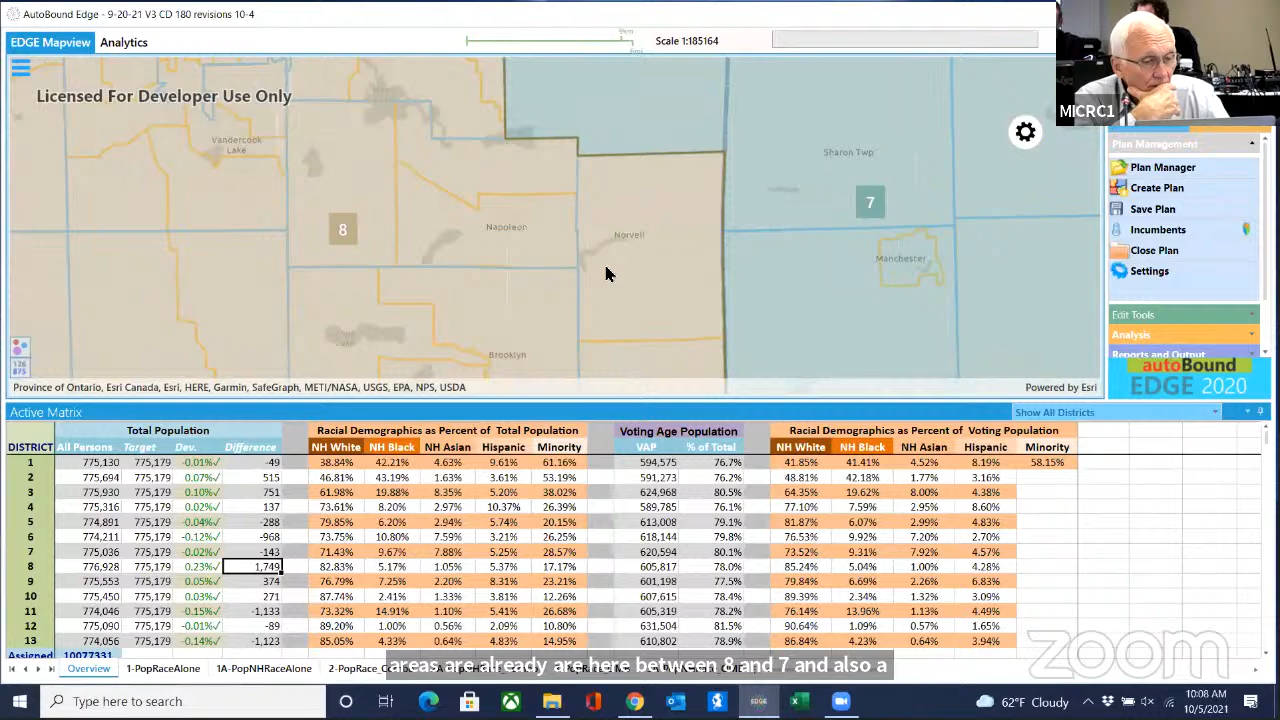 AutoBound Edge - 9-20-21 V3 CD 180 revisions 10-4
EDGE Mapview Analytics
Scale 1:185164
Licensed For Developer Use Only
MICRC1
Vandercook Lake
Sharon Twp
8
7
Napoleon
Norvell
Manchester
Brooklyn
Province of Ontario, Esri Canada, Esri, HERE, Garmin, SafeGraph, METI/NASA, USGS, EPA, NPS, USDA
Powered by Esri
Plan Management
Plan Manager
Create Plan
Save Plan
Incumbents
Close Plan
Settings
Edit Tools
Analysis
Reports and Output
autoBound
EDGE 2020
Active Matrix
Show All Districts
Total Population Racial Demographics as Percent of Total Population Voting Age Population Racial Demographics as Percent of Voting Population
DISTRICT All Persons Target Dev. Difference NH White NH Black NH Asian Hispanic Minority VAP % of Total NH White NH Black NH Asian Hispanic Minority
1 775,130 775,179 -0.01%✓ -49 38.84% 42.21% 4.63% 9.61% 61.16% 594,575 76.7% 41.85% 41.41% 4.52% 8.19% 58.15%
2 775,694 775,179 0.07%✓ 515 46.81% 43.19% 1.63% 3.61% 53.19% 591,273 76.2% 48.81% 42.18% 1.77% 3.16%
3 775,930 775,179 0.10%✓ 751 61.98% 19.88% 8.35% 5.20% 38.02% 624,968 80.5% 64.35% 19.62% 8.00% 4.38%
4 775,316 775,179 0.02%✓ 137 73.61% 8.20% 2.97% 10.37% 26.39% 589,785 76.1% 77.10% 7.59% 2.95% 8.60%
5 774,891 775,179 -0.04%✓ -288 79.85% 6.20% 2.94% 5.74% 20.15% 613,008 79.1% 81.87% 6.07% 2.99% 4.83%
6 774,211 775,179 -0.12%✓ -968 73.75% 10.80% 7.59% 3.21% 26.25% 618,144 79.8% 76.53% 9.92% 7.20% 2.70%
7 775,036 775,179 -0.02%✓ -143 71.43% 9.67% 7.88% 5.25% 28.57% 620,594 80.1% 73.52% 9.31% 7.92% 4.57%
8 776,928 775,179 0.23%✓ 1,749 82.83% 5.17% 1.05% 5.37% 17.17% 605,817 78.0% 85.24% 5.04% 1.00% 4.28%
9 775,553 775,179 0.05%✓ 374 76.79% 7.25% 2.20% 8.31% 23.21% 601,198 77.5% 79.84% 6.69% 2.26% 6.83%
10 775,450 775,179 0.03%✓ 271 87.74% 2.41% 1.33% 3.81% 12.26% 607,615 78.4% 89.39% 2.34% 1.32% 3.09%
11 774,046 775,179 -0.15%✓ -1,133 73.32% 14.91% 1.10% 5.41% 26.68% 605,319 78.2% 76.14% 13.96% 1.13% 4.49%
12 775,090 775,179 -0.01%✓ -89 89.20% 1.00% 0.56% 2.09% 10.80% 631,504 81.5% 90.64% 1.09% 0.57% 1.65%
13 774,056 775,179 -0.14%✓ -1,123 85.05% 4.33% 0.64% 4.83% 14.95% 610,802 78.9% 86.84% 4.23% 0.64% 3.94%
Assigned 10077331
Overview 1-PopRaceAlone 1A-PopNHRaceAlone
areas are already are here between 8 and 7 and also a
zoom
Type here to search
EDGE
62°F Cloudy
10:08 AM
10/5/2021